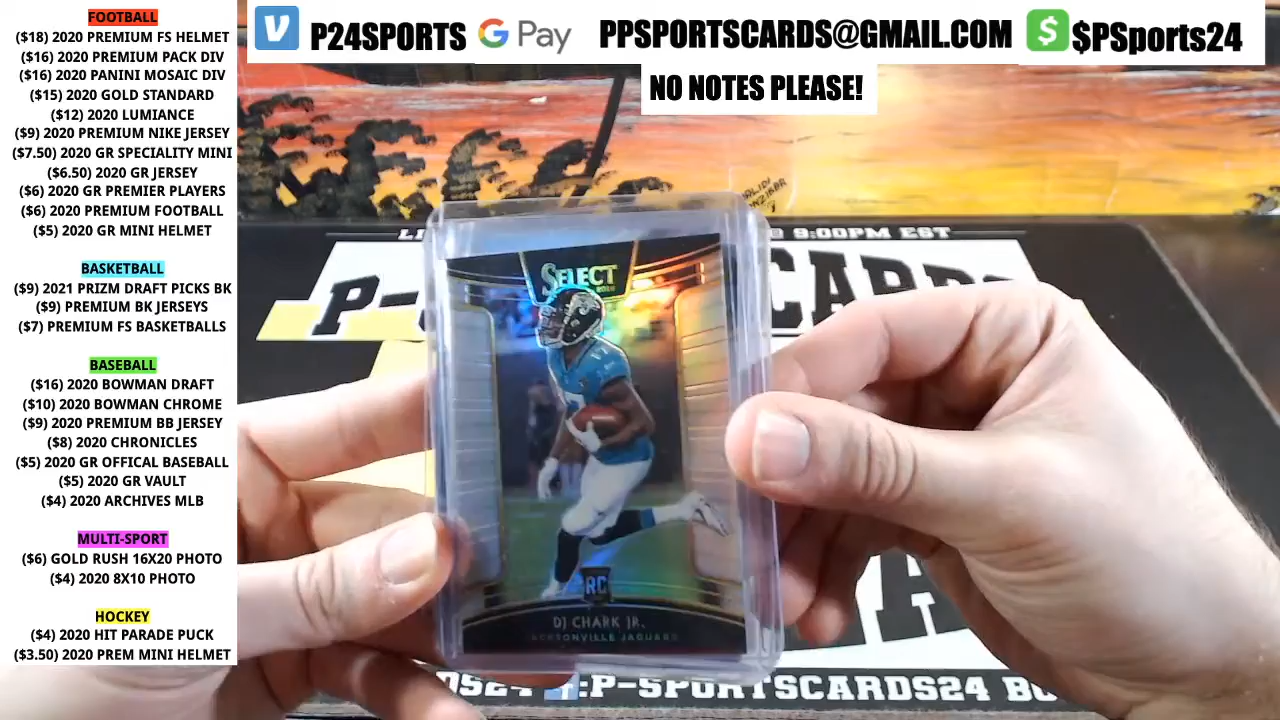 FOOTBALL
($18) 2020 PREMIUM FS HELMET
($16) 2020 PREMIUM PACK DIV
($16) 2020 PANINI MOSAIC DIV
($15) 2020 GOLD STANDARD
($12) 2020 LUMIANCE
($9) 2020 PREMIUM NIKE JERSEY
($7.50) 2020 GR SPECIALITY MINI
($6.50) 2020 GR JERSEY
($6) 2020 GR PREMIER PLAYERS
($6) 2020 PREMIUM FOOTBALL
($5) 2020 GR MINI HELMET
BASKETBALL
($9) 2021 PRIZM DRAFT PICKS BK
($9) PREMIUM BK JERSEYS
($7) PREMIUM FS BASKETBALLS
BASEBALL
($16) 2020 BOWMAN DRAFT
($10) 2020 BOWMAN CHROME
($9) 2020 PREMIUM BB JERSEY
($8) 2020 CHRONICLES
($5) 2020 GR OFFICAL BASEBALL
($5) 2020 GR VAULT
($4) 2020 ARCHIVES MLB
MULTI-SPORT
($6) GOLD RUSH 16X20 PHOTO
($4) 2020 8X10 PHOTO
HOCKEY
($4) 2020 HIT PARADE PUCK
($3.50) 2020 PREM MINI HELMET
P24SPORTS G Pay PPSPORTSCARDS@GMAIL.COM $PSports24
NO NOTES PLEASE!
9:00PM EST
SELECT
RC
DJ CHARK JR.
JACKSONVILLE JAGUARS
P-SPORTSCARDS24